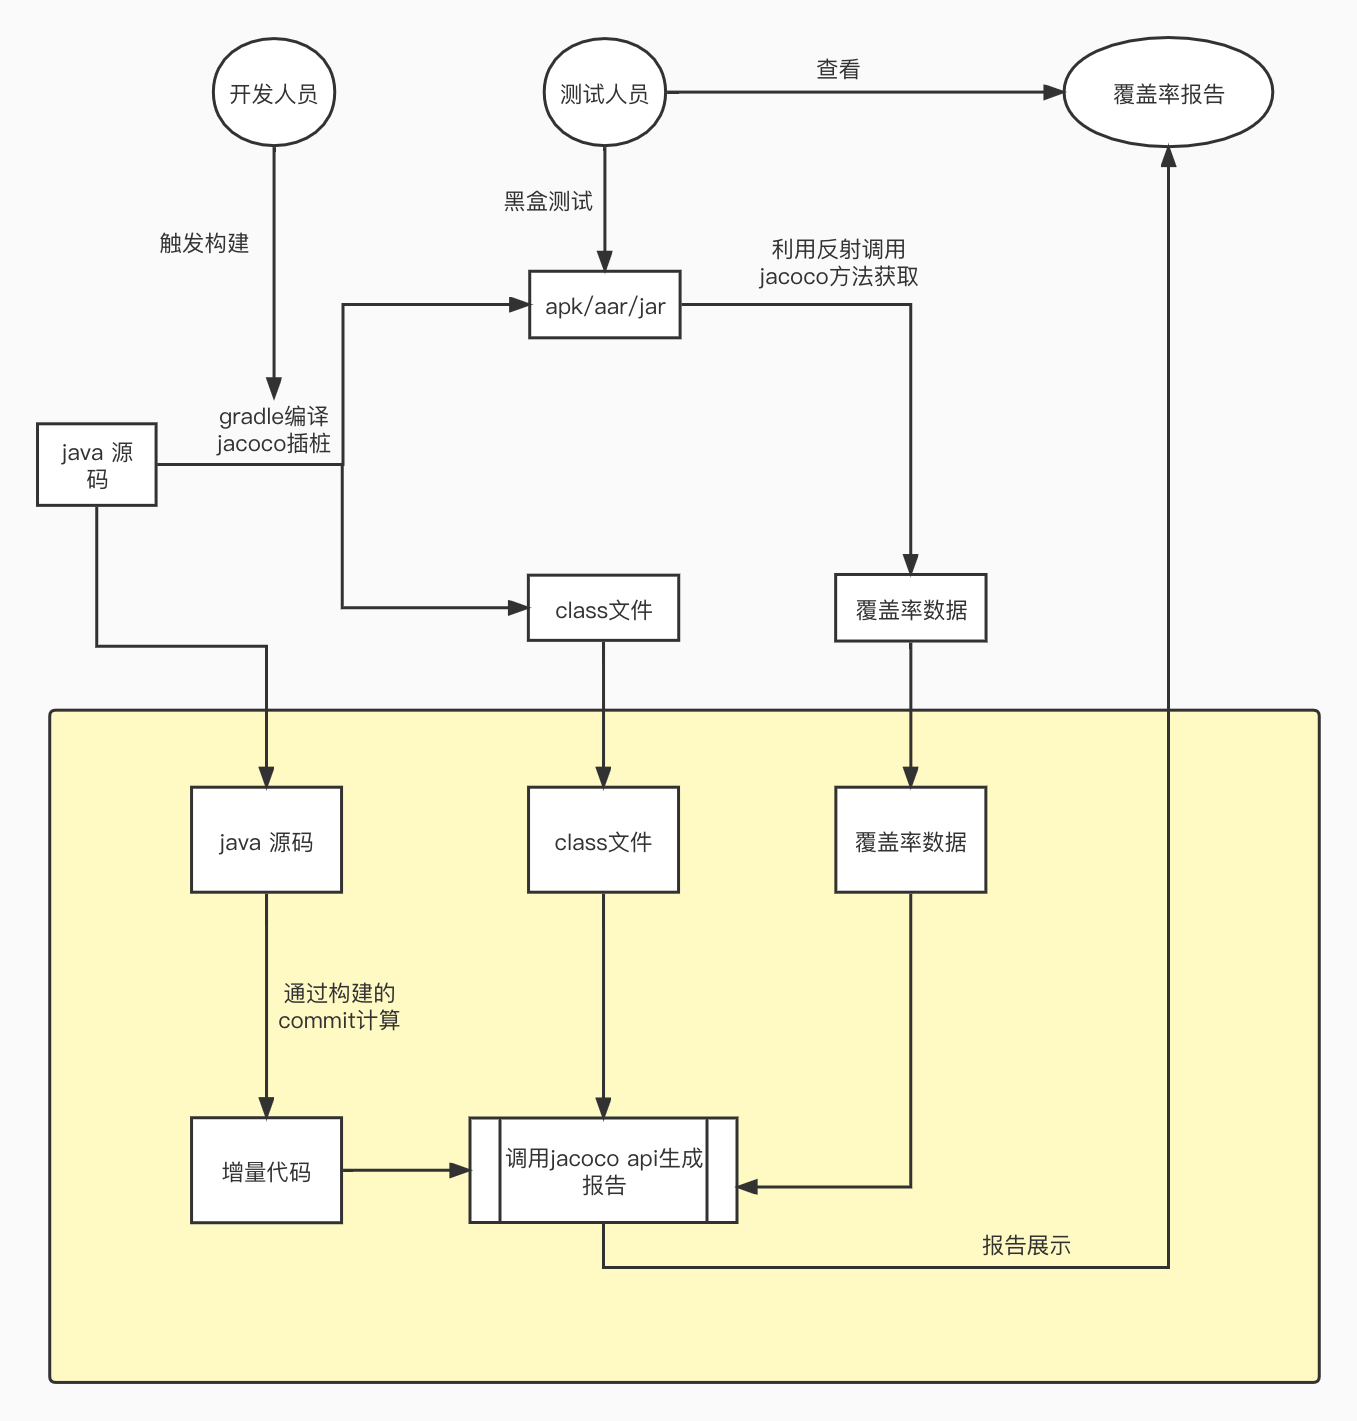 开发人员
测试人员
查看
覆盖率报告
黑盒测试
触发构建
利用反射调用
jacoco方法获取
apk/aar/jar
gradle编译
jacoco插桩
java 源
码
class文件
覆盖率数据
java 源码
class文件
覆盖率数据
通过构建的
commit计算
增量代码
调用jacoco api生成
报告
报告展示